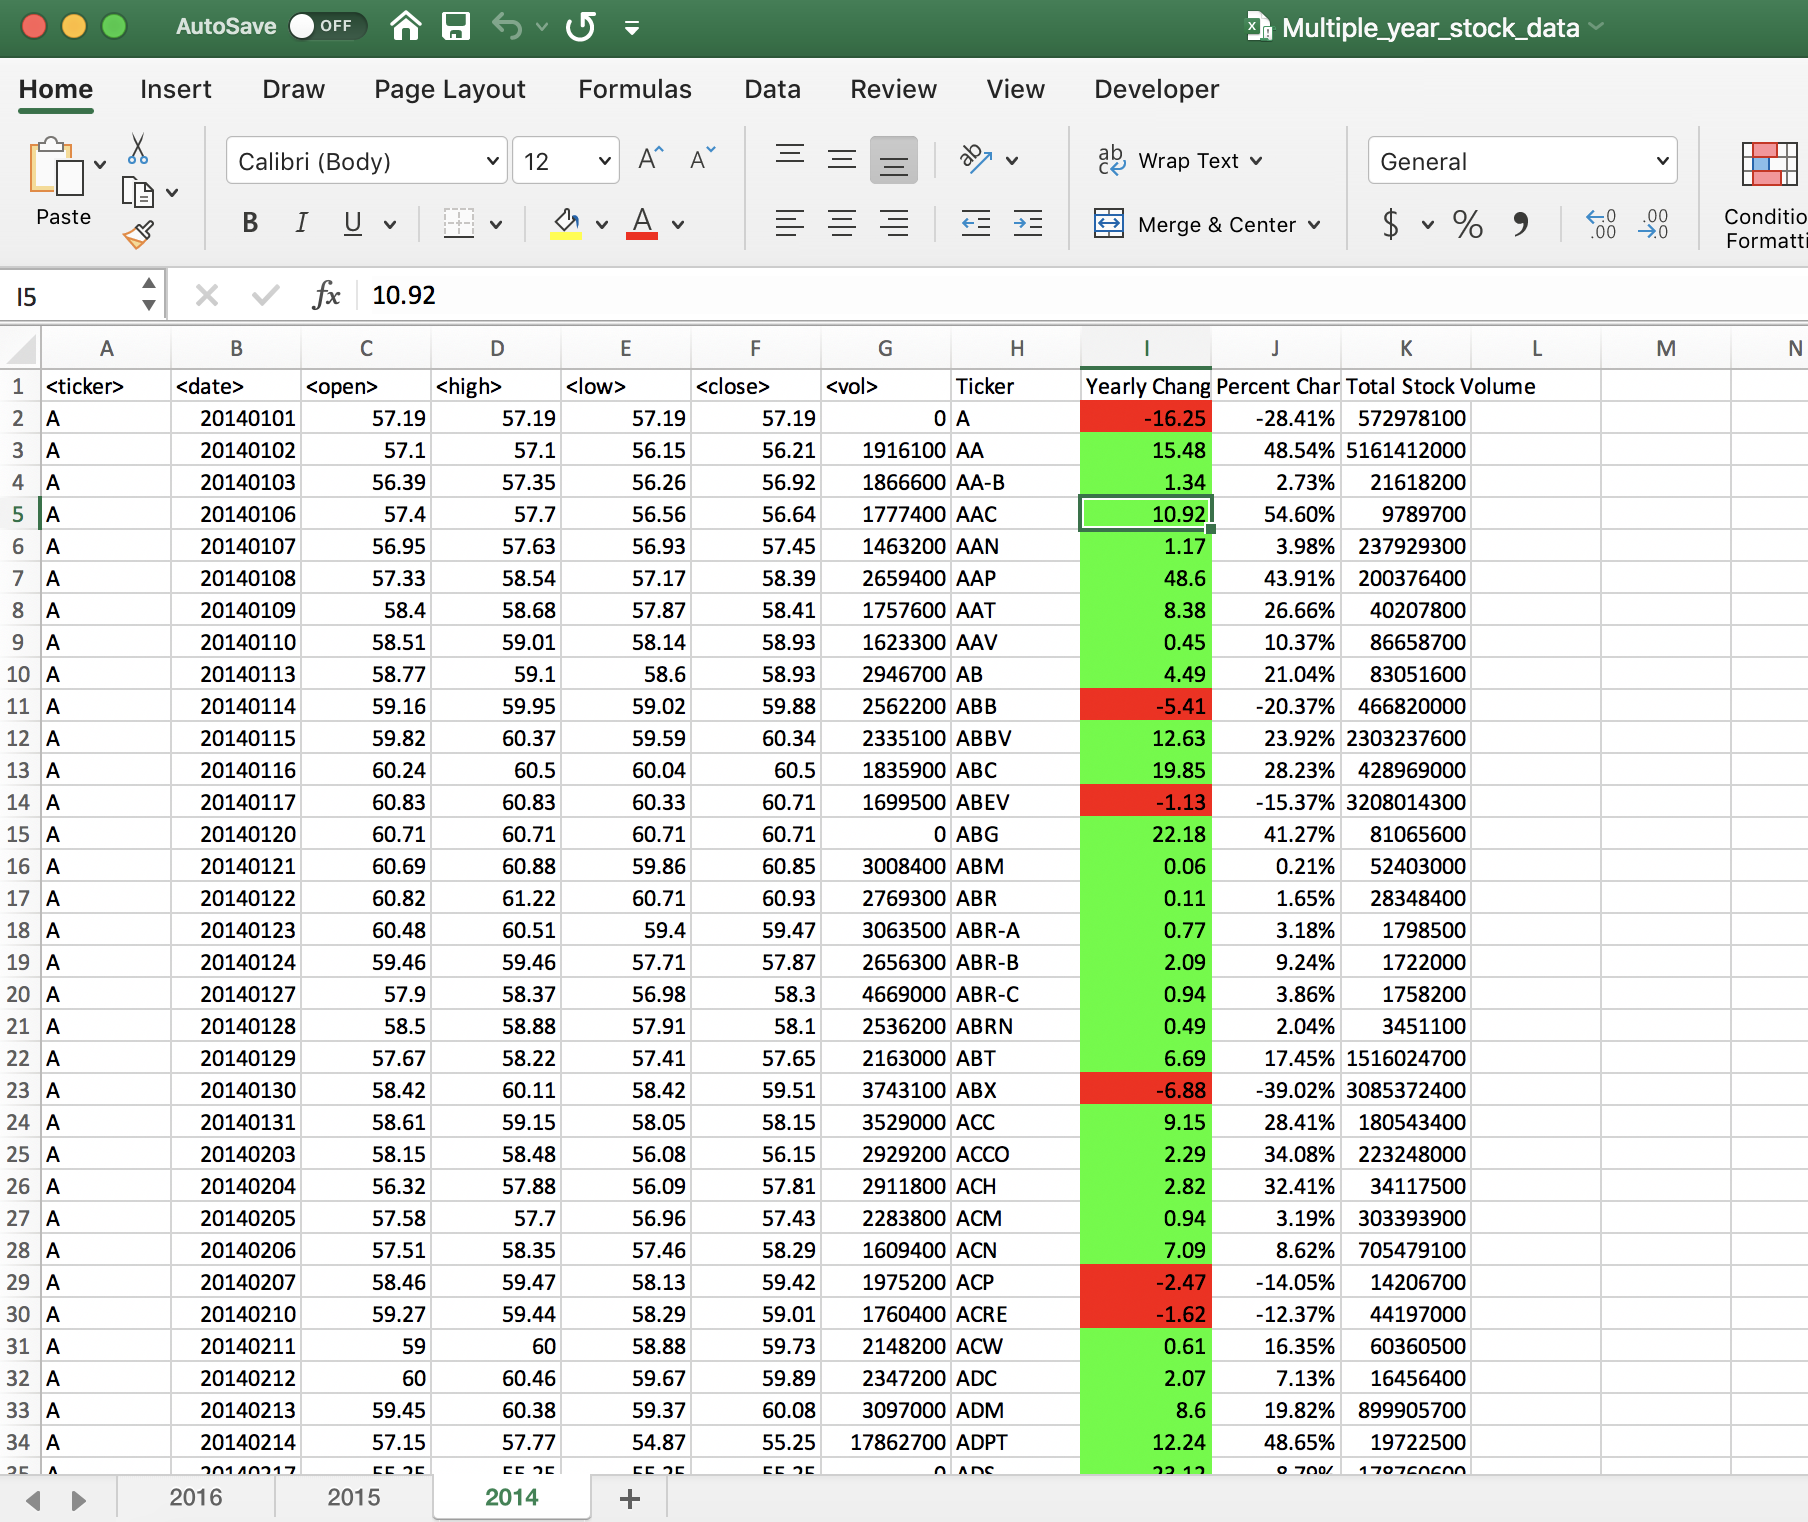 AutoSave OFF Multiple_year_stock_data
Home Insert Draw Page Layout Formulas Data Review View Developer
Calibri (Body) 12 A A ab Wrap Text General
Paste B I U A Merge & Center $ % Conditio
Formatti
I5 fx 10.92
A B C D E F G H I J K L M N
1 <ticker> <date> <open> <high> <low> <close> <vol> Ticker Yearly Chang Percent Char Total Stock Volume
2 A 20140101 57.19 57.19 57.19 57.19 0 A -16.25 -28.41% 572978100
3 A 20140102 57.1 57.1 56.15 56.21 1916100 AA 15.48 48.54% 5161412000
4 A 20140103 56.39 57.35 56.26 56.92 1866600 AA-B 1.34 2.73% 21618200
5 A 20140106 57.4 57.7 56.56 56.64 1777400 AAC 10.92 54.60% 9789700
6 A 20140107 56.95 57.63 56.93 57.45 1463200 AAN 1.17 3.98% 237929300
7 A 20140108 57.33 58.54 57.17 58.39 2659400 AAP 48.6 43.91% 200376400
8 A 20140109 58.4 58.68 57.87 58.41 1757600 AAT 8.38 26.66% 40207800
9 A 20140110 58.51 59.01 58.14 58.93 1623300 AAV 0.45 10.37% 86658700
10 A 20140113 58.77 59.1 58.6 58.93 2946700 AB 4.49 21.04% 83051600
11 A 20140114 59.16 59.95 59.02 59.88 2562200 ABB -5.41 -20.37% 466820000
12 A 20140115 59.82 60.37 59.59 60.34 2335100 ABBV 12.63 23.92% 2303237600
13 A 20140116 60.24 60.5 60.04 60.5 1835900 ABC 19.85 28.23% 428969000
14 A 20140117 60.83 60.83 60.33 60.71 1699500 ABEV -1.13 -15.37% 3208014300
15 A 20140120 60.71 60.71 60.71 60.71 0 ABG 22.18 41.27% 81065600
16 A 20140121 60.69 60.88 59.86 60.85 3008400 ABM 0.06 0.21% 52403000
17 A 20140122 60.82 61.22 60.71 60.93 2769300 ABR 0.11 1.65% 28348400
18 A 20140123 60.48 60.51 59.4 59.47 3063500 ABR-A 0.77 3.18% 1798500
19 A 20140124 59.46 59.46 57.71 57.87 2656300 ABR-B 2.09 9.24% 1722000
20 A 20140127 57.9 58.37 56.98 58.3 4669000 ABR-C 0.94 3.86% 1758200
21 A 20140128 58.5 58.88 57.91 58.1 2536200 ABRN 0.49 2.04% 3451100
22 A 20140129 57.67 58.22 57.41 57.65 2163000 ABT 6.69 17.45% 1516024700
23 A 20140130 58.42 60.11 58.42 59.51 3743100 ABX -6.88 -39.02% 3085372400
24 A 20140131 58.61 59.15 58.05 58.15 3529000 ACC 9.15 28.41% 180543400
25 A 20140203 58.15 58.48 56.08 56.15 2929200 ACCO 2.29 34.08% 223248000
26 A 20140204 56.32 57.88 56.09 57.81 2911800 ACH 2.82 32.41% 34117500
27 A 20140205 57.58 57.7 56.96 57.43 2283800 ACM 0.94 3.19% 303393900
28 A 20140206 57.51 58.35 57.46 58.29 1609400 ACN 7.09 8.62% 705479100
29 A 20140207 58.46 59.47 58.13 59.42 1975200 ACP -2.47 -14.05% 14206700
30 A 20140210 59.27 59.44 58.29 59.01 1760400 ACRE -1.62 -12.37% 44197000
31 A 20140211 59 60 58.88 59.73 2148200 ACW 0.61 16.35% 60360500
32 A 20140212 60 60.46 59.67 59.89 2347200 ADC 2.07 7.13% 16456400
33 A 20140213 59.45 60.38 59.37 60.08 3097000 ADM 8.6 19.82% 899905700
34 A 20140214 57.15 57.77 54.87 55.25 17862700 ADPT 12.24 48.65% 19722500
35 A 20140217 55.25 55.25 55.25 55.25 0 ADS 23.12 8.79% 178760600
2016 2015 2014 +